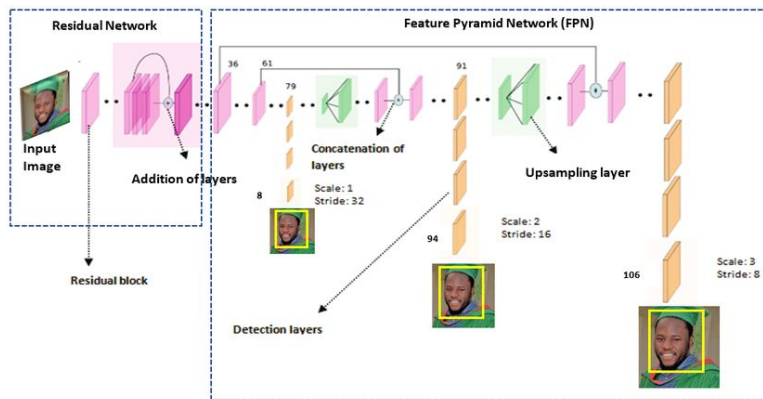 Residual Network
Feature Pyramid Network (FPN)
36
61
79
91
Input
Image
Addition of layers
Concatenation of
layers
Upsampling layer
8
Scale: 1
Stride: 32
Scale: 2
Stride: 16
94
Scale: 3
Stride: 8
106
Residual block
Detection layers